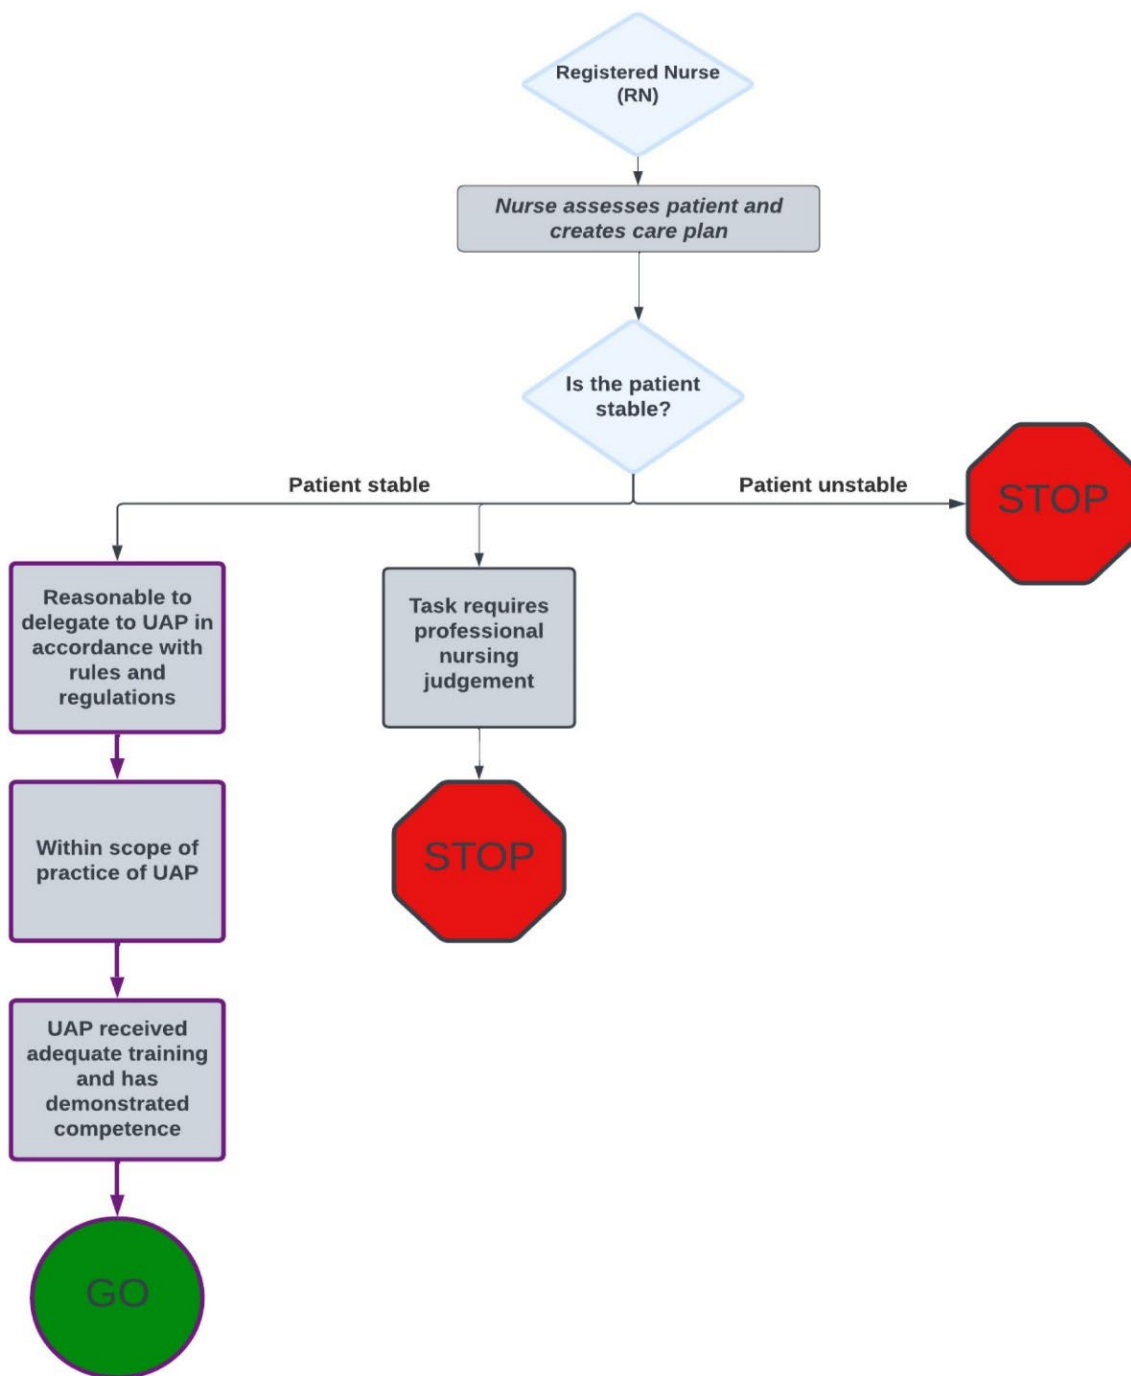 Registered Nurse
(RN)
Nurse assesses patient and
creates care plan
Is the patient
stable?
Patient stable
Patient unstable
STOP
Reasonable to
delegate to UAP in
accordance with
rules and
regulations
Task requires
professional
nursing
judgement
Within scope of
practice of UAP
STOP
UAP received
adequate training
and has
demonstrated
competence
GO